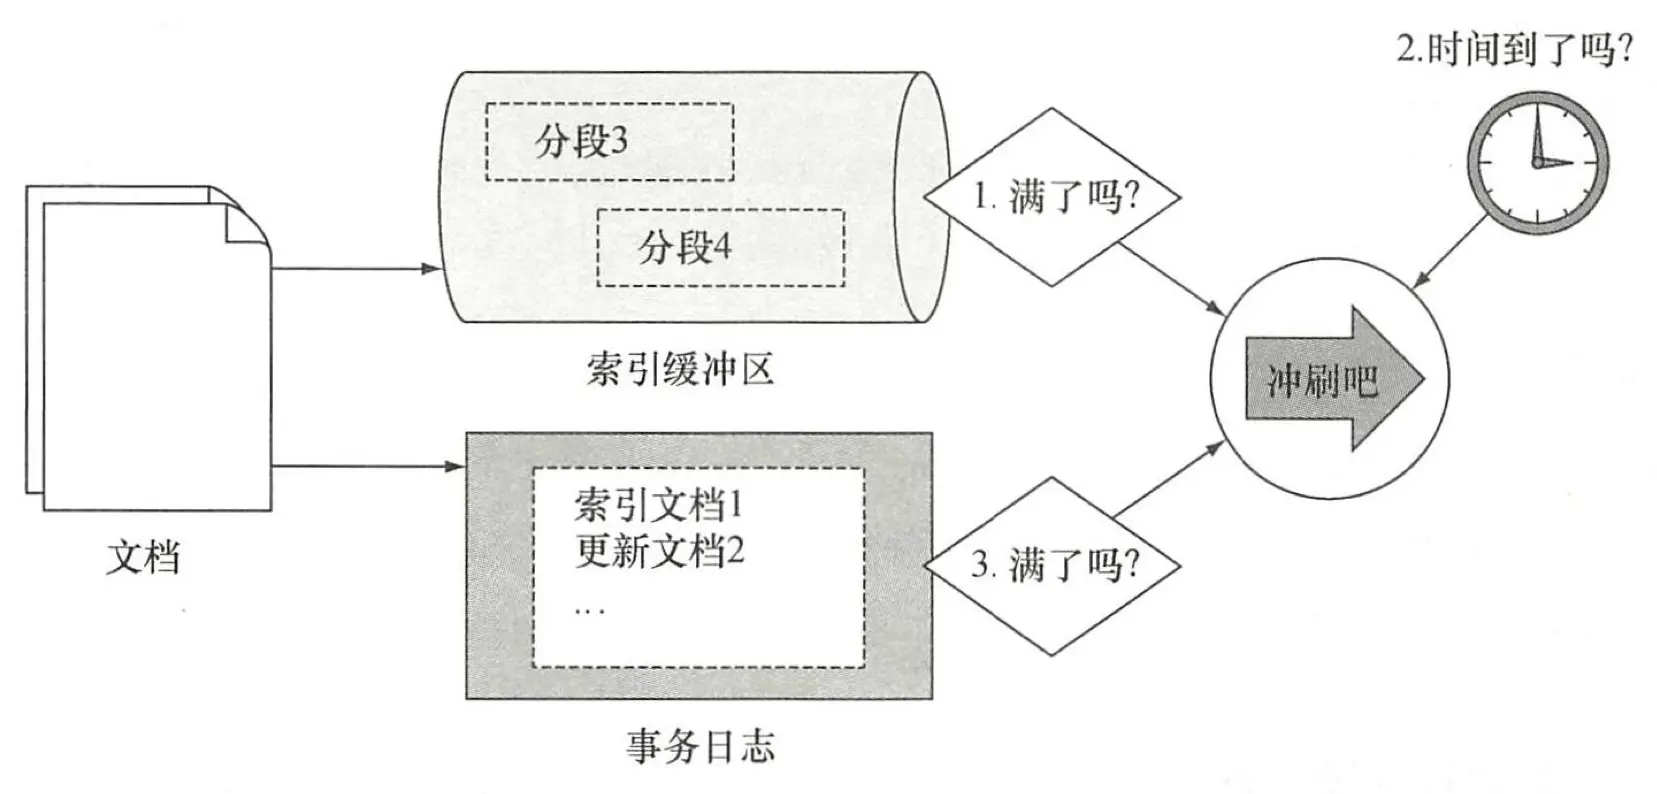 2.时间到了吗?
分段3
1. 满了吗?
分段4
索引缓冲区
冲刷吧
索引文档1
更新文档2
...
3. 满了吗?
文档
事务日志